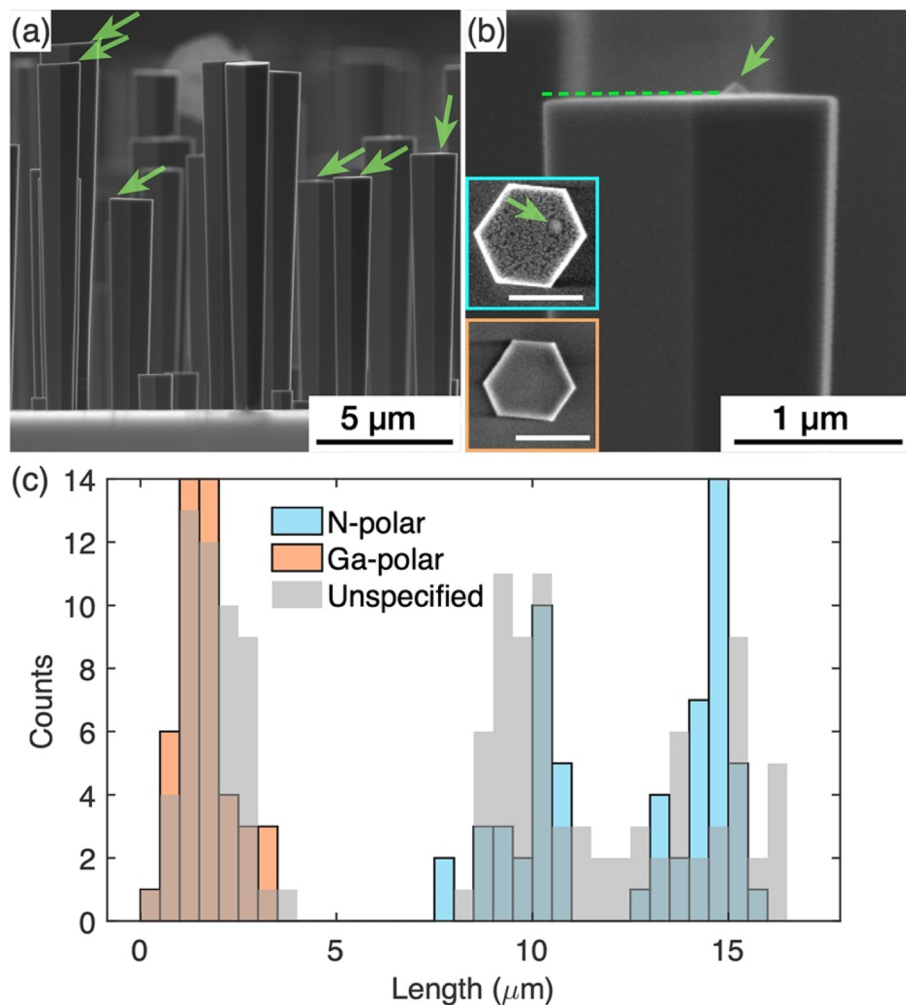 (a)
(b)
5 µm
1 µm
(c)
14
12
10
8
6
4
2
0
Counts
N-polar
Ga-polar
Unspecified
0
5
10
15
Length (μm)